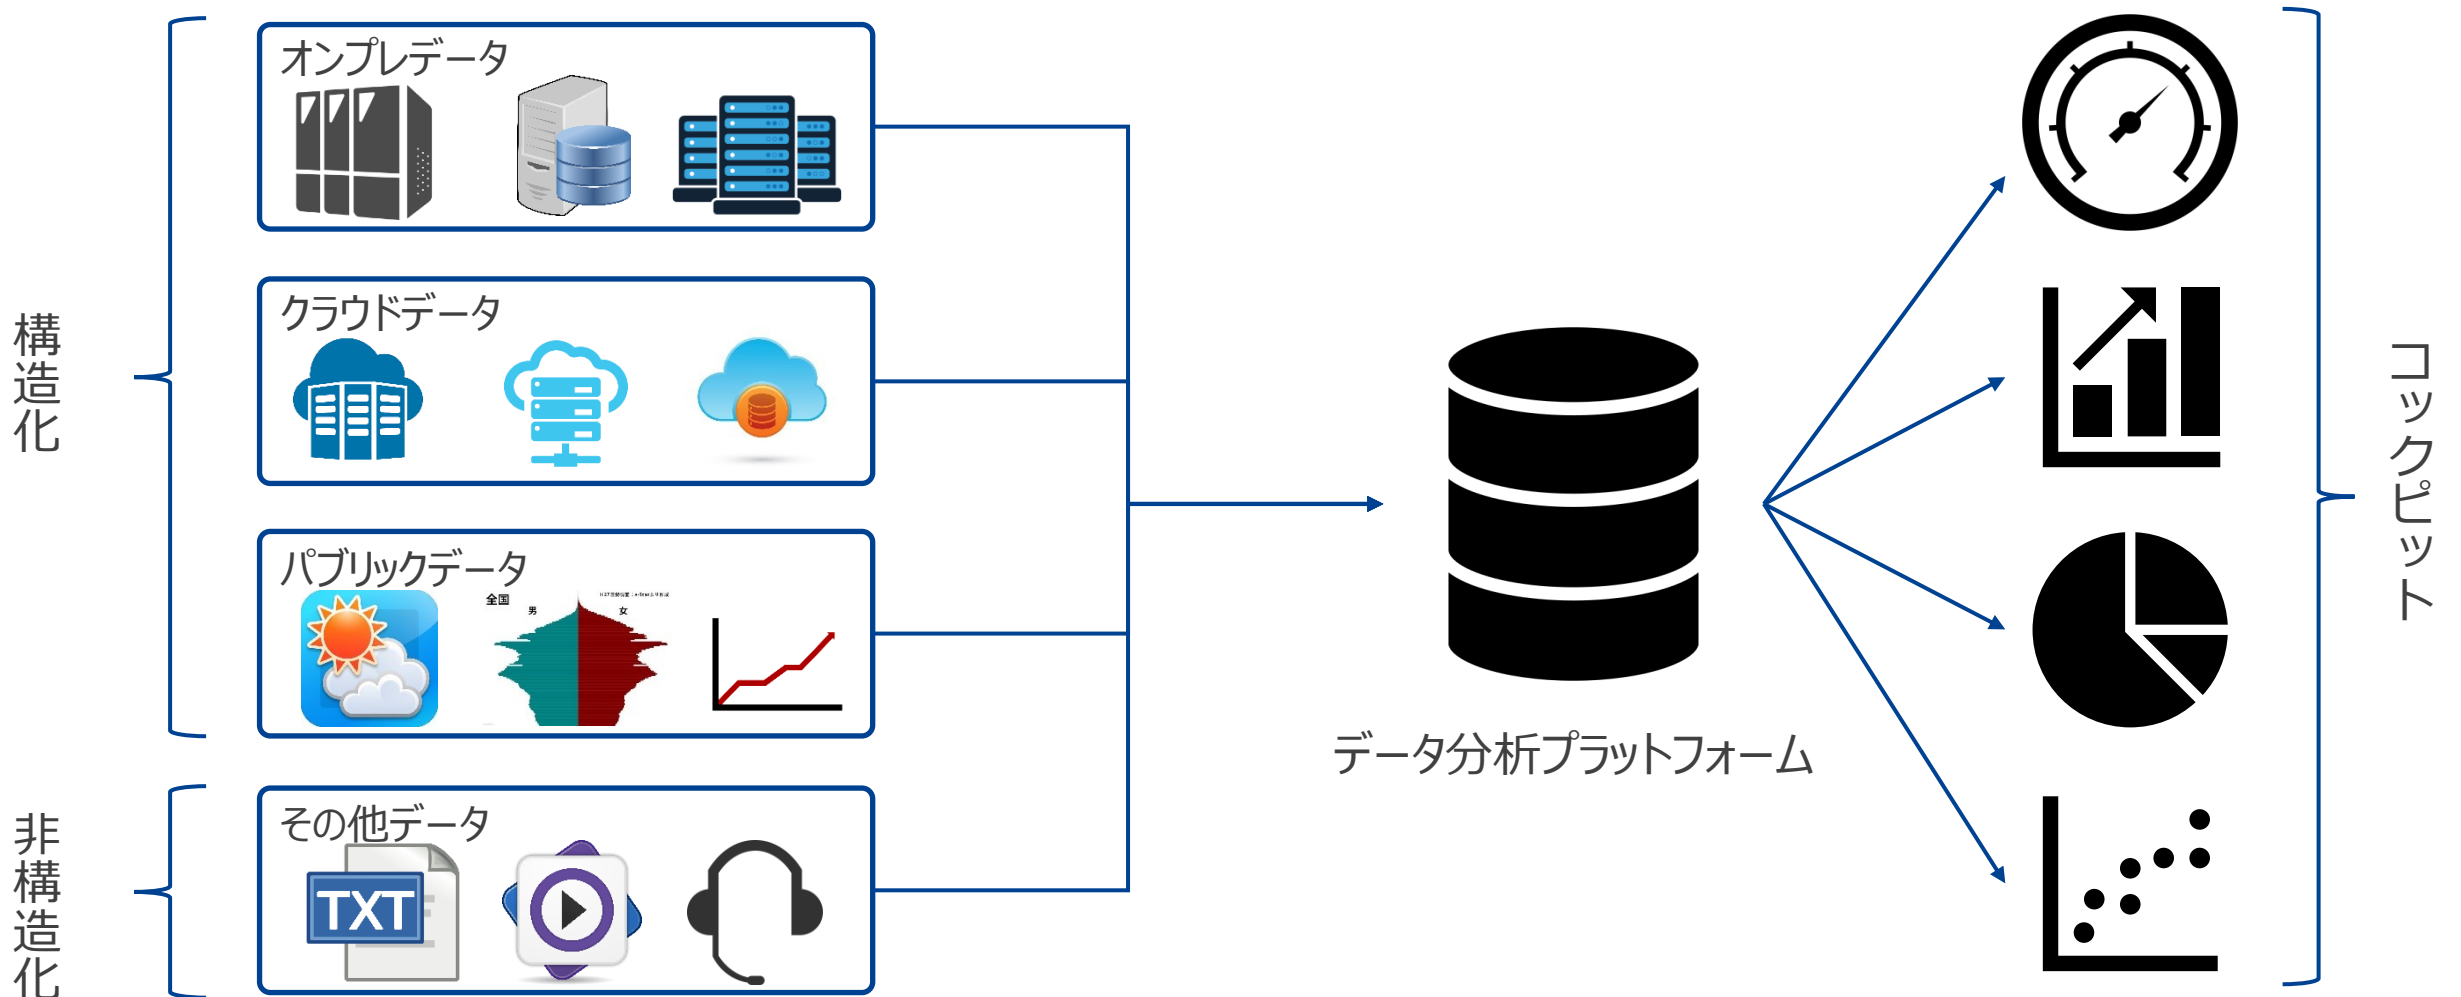 構造化
オンプレデータ
クラウドデータ
パブリックデータ
全国
男
女
非構造化
その他データ
TXT
データ分析プラットフォーム
コックピット